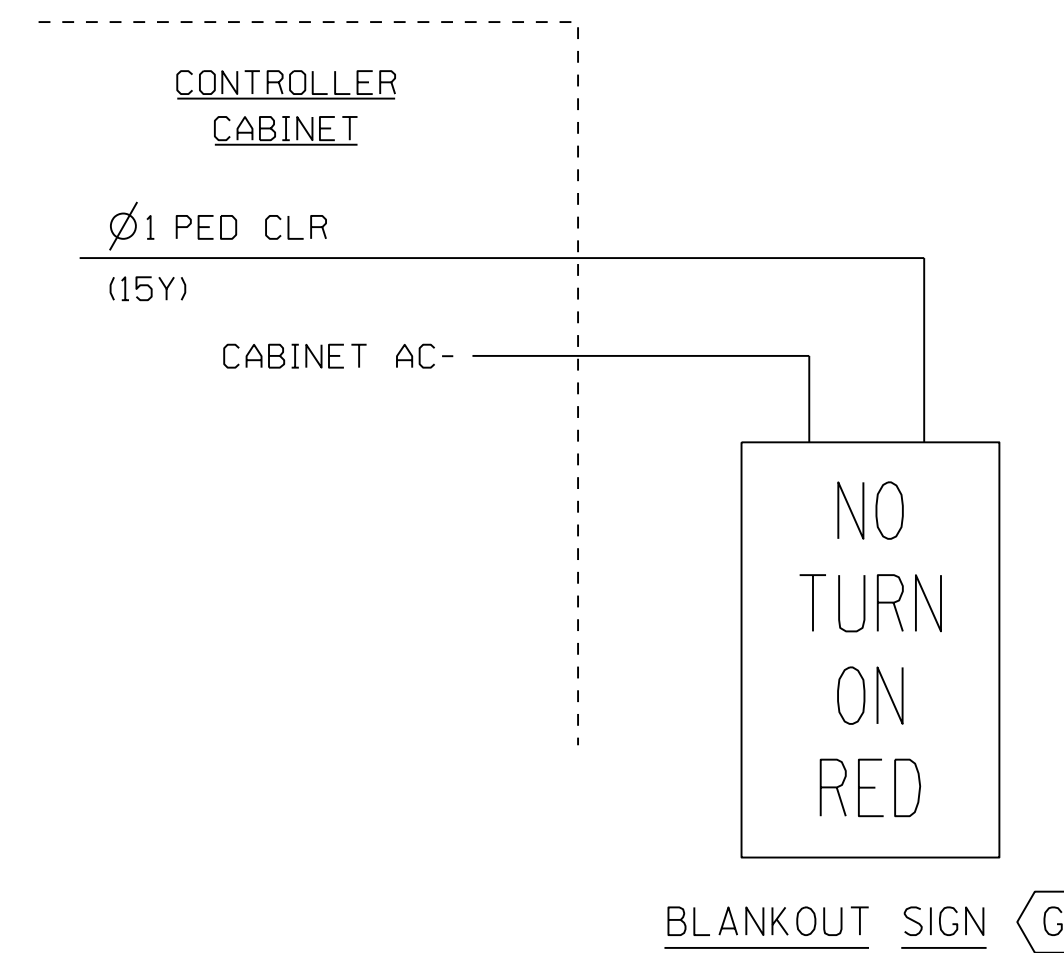 CONTROLLER
CABINET
Ø1 PED CLR
(15Y)
CABINET AC-
NO
TURN
ON
RED
BLANKOUT SIGN G